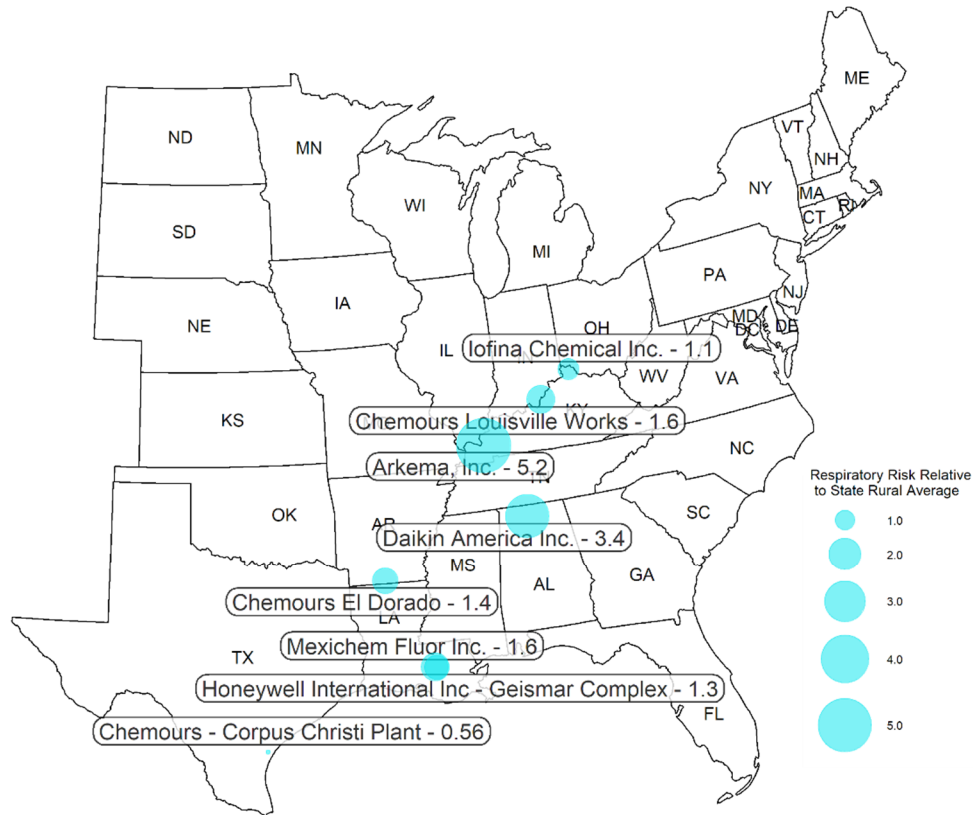 ME
ND
MN
VT
NH
NY
MA
WI
CT
RI
SD
MI
PA
IA
NJ
NE
OH
MD
DC
DE
IL
IN
Iofina Chemical Inc. - 1.1
WV
VA
KY
KS
Chemours Louisville Works - 1.6
NC
Arkema, Inc. - 5.2
TN
Respiratory Risk Relative
to State Rural Average
OK
SC
1.0
AR
Daikin America Inc. - 3.4
2.0
MS
GA
AL
3.0
Chemours El Dorado - 1.4
LA
Mexichem Fluor Inc. - 1.6
TX
4.0
Honeywell International Inc - Geismar Complex - 1.3
FL
Chemours - Corpus Christi Plant - 0.56
5.0